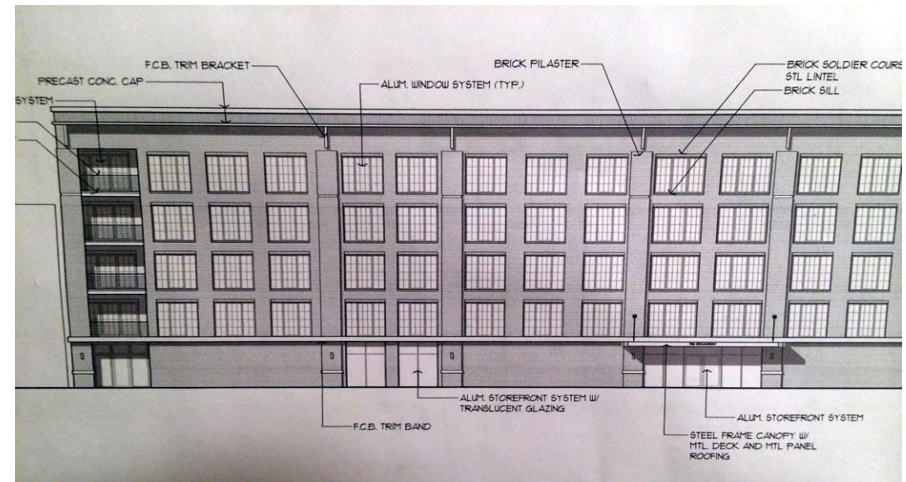 F.C.B. TRIM BRACKET
BRICK PILASTER
BRICK SOLDIER COURS
STL LINTEL
PRECAST CONC. CAP
ALUM. WINDOW SYSTEM (TYP.)
BRICK SILL
SYSTEM
ALUM. STOREFRONT SYSTEM W/
TRANSLUCENT GLAZING
ALUM. STOREFRONT SYSTEM
F.C.B. TRIM BAND
STEEL FRAME CANOPY W/
MTL. DECK AND MTL PANEL
ROOFING